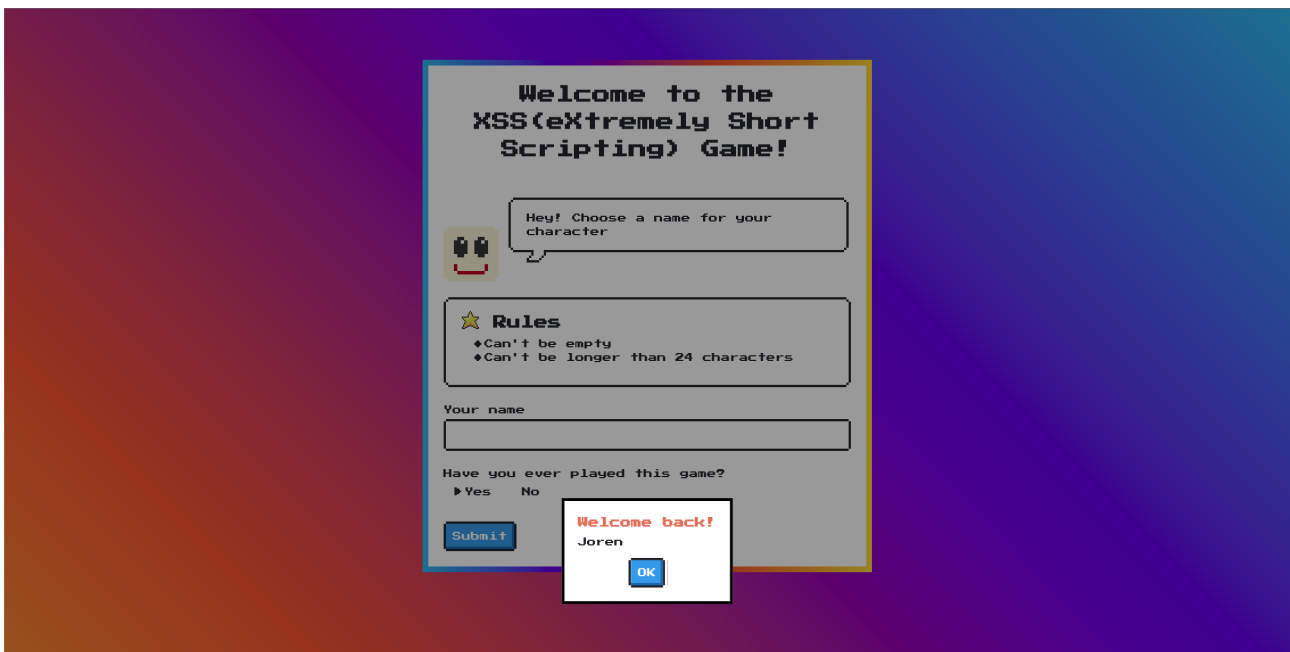 Welcome to the
XSS(eXtremely Short
Scripting) Game!
Hey! Choose a name for your
character
Rules
Can't be empty
Can't be longer than 24 characters
Your name
Have you ever played this game?
Yes No
Submit
Welcome back!
Joren
OK